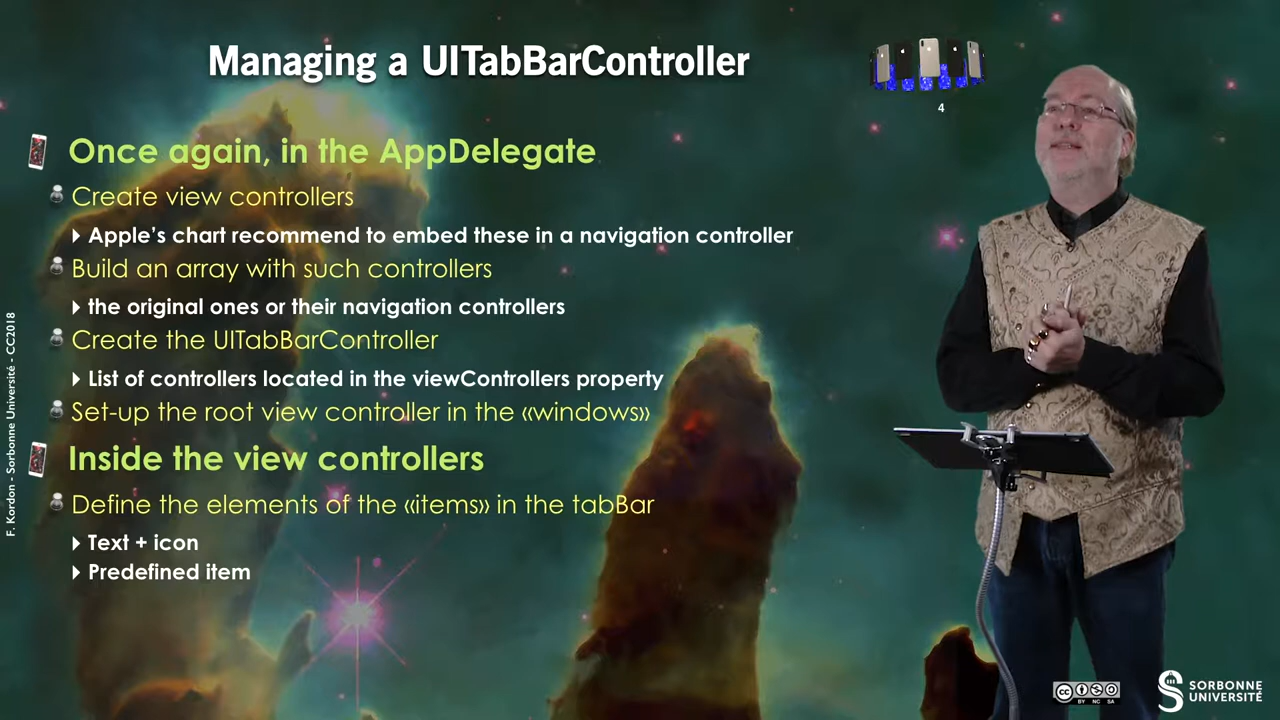 Managing a UITabBarController
4
Once again, in the AppDelegate
Create view controllers
Apple’s chart recommend to embed these in a navigation controller
Build an array with such controllers
the original ones or their navigation controllers
Create the UITabBarController
List of controllers located in the viewControllers property
Set-up the root view controller in the «windows»
Inside the view controllers
Define the elements of the «items» in the tabBar
Text + icon
Predefined item
F. Kordon - Sorbonne Université - CC2018
CC
BY NC SA
SORBONNE
UNIVERSITÉ